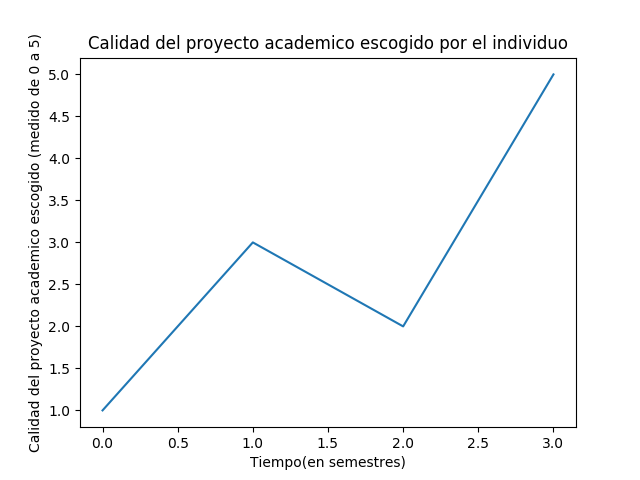 Calidad del proyecto academico escogido por el individuo
Calidad del proyecto academico escogido (medido de 0 a 5)
5.0
4.5
4.0
3.5
3.0
2.5
2.0
1.5
1.0
0.0 0.5 1.0 1.5 2.0 2.5 3.0
Tiempo(en semestres)